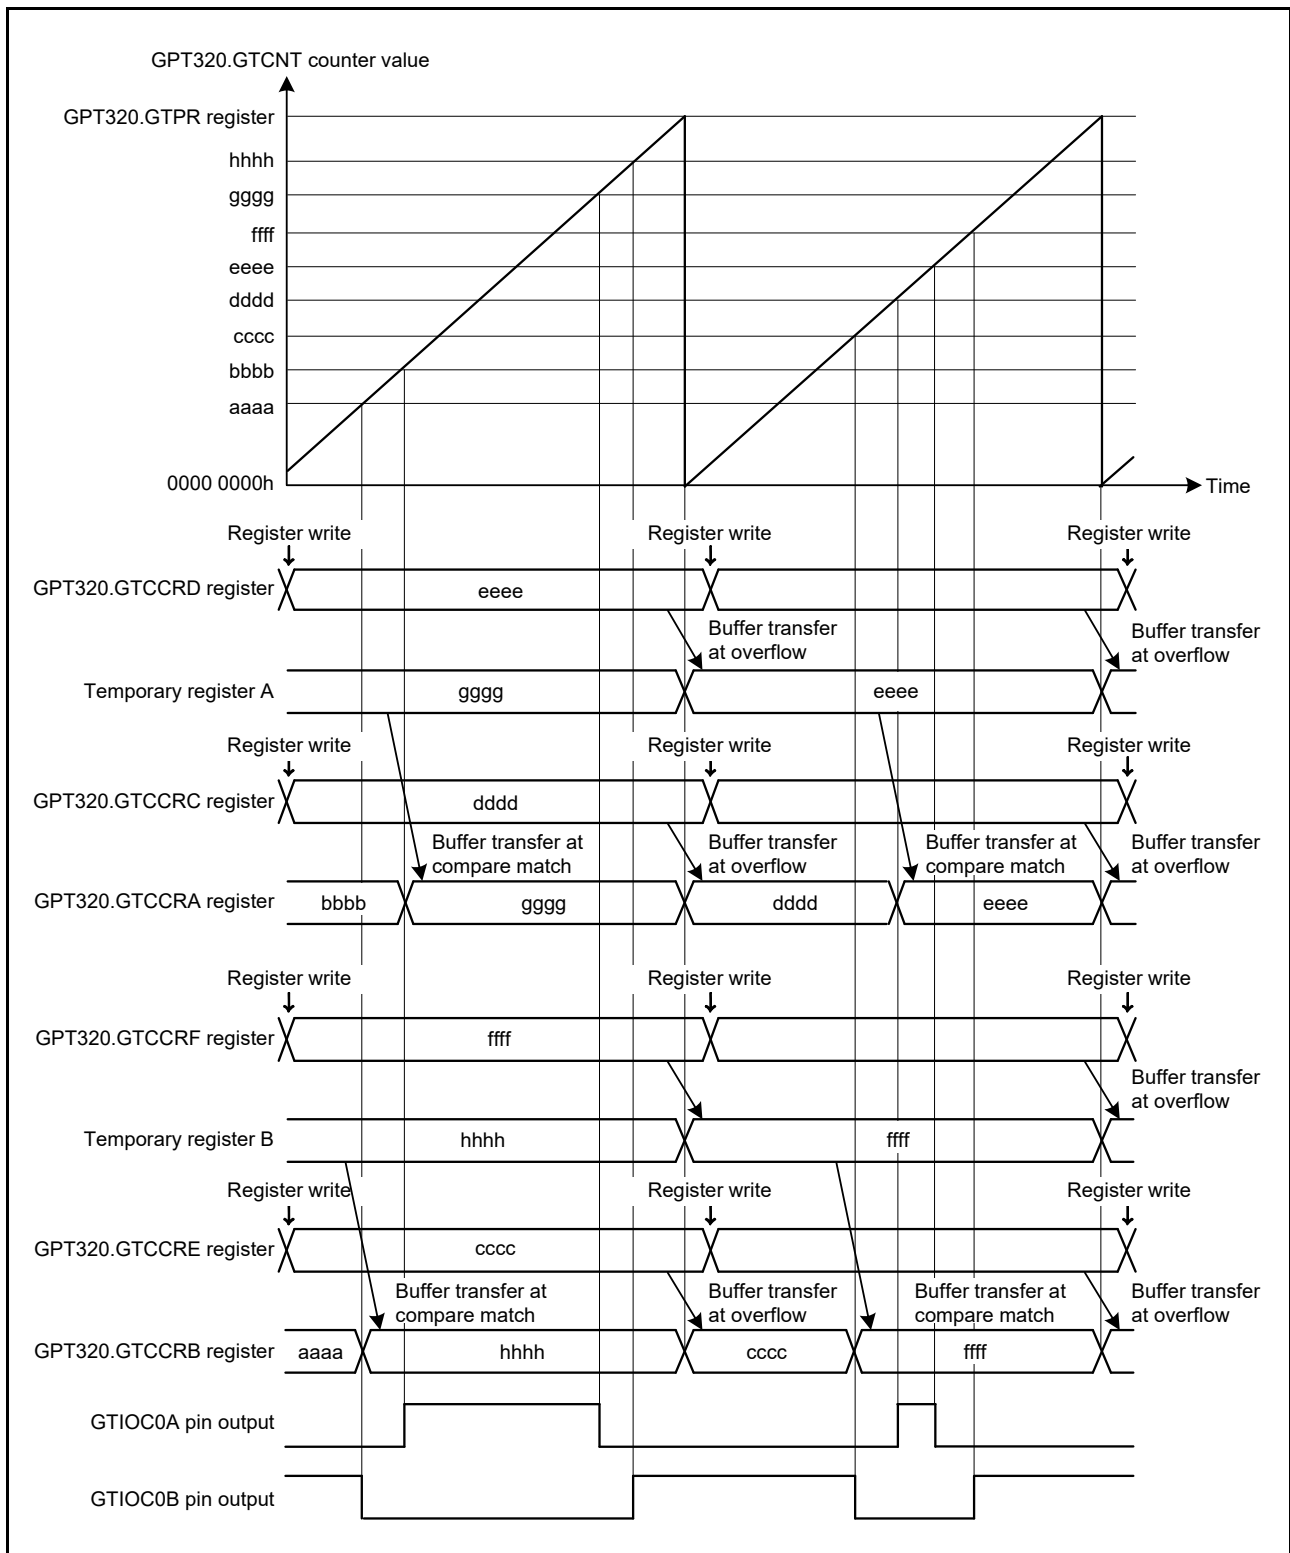 GPT320.GTCNT counter value
GPT320.GTPR register
hhhh
gggg
ffff
eeee
dddd
cccc
bbbb
aaaa
0000 0000h
Time
Register write
Register write
Register write
GPT320.GTCCRD register
eeee
Buffer transfer
at overflow
Buffer transfer
at overflow
Temporary register A
gggg
eeee
Register write
Register write
Register write
GPT320.GTCCRC register
dddd
Buffer transfer at
compare match
Buffer transfer
at overflow
Buffer transfer at
compare match
Buffer transfer
at overflow
GPT320.GTCCRA register
bbbb
gggg
dddd
eeee
Register write
Register write
Register write
GPT320.GTCCRF register
ffff
Buffer transfer
at overflow
Temporary register B
hhhh
ffff
Register write
Register write
Register write
GPT320.GTCCRE register
cccc
Buffer transfer at
compare match
Buffer transfer
at overflow
Buffer transfer at
compare match
Buffer transfer
at overflow
GPT320.GTCCRB register
aaaa
hhhh
cccc
ffff
GTIOC0A pin output
GTIOC0B pin output